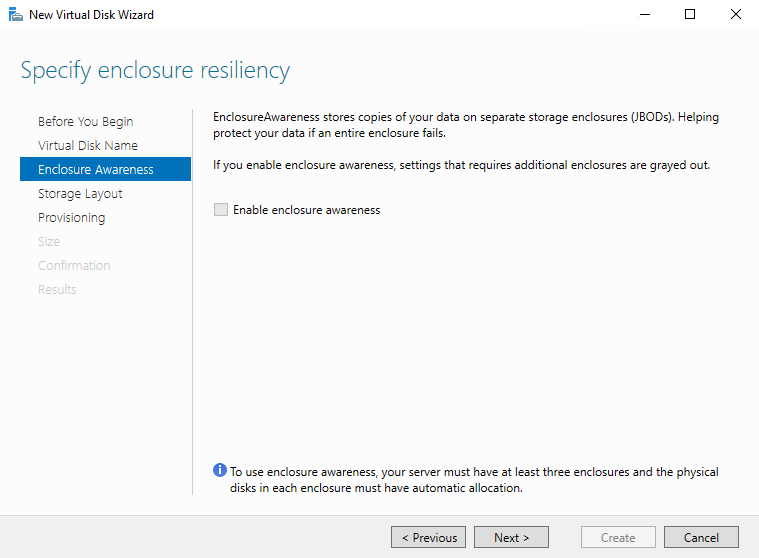 New Virtual Disk Wizard
Specify enclosure resiliency
Before You Begin
Virtual Disk Name
Enclosure Awareness
Storage Layout
Provisioning
Size
Confirmation
Results
EnclosureAwareness stores copies of your data on separate storage enclosures (JBODs). Helping
protect your data if an entire enclosure fails.
If you enable enclosure awareness, settings that requires additional enclosures are grayed out.
Enable enclosure awareness
To use enclosure awareness, your server must have at least three enclosures and the physical
disks in each enclosure must have automatic allocation.
< Previous
Next >
Create
Cancel